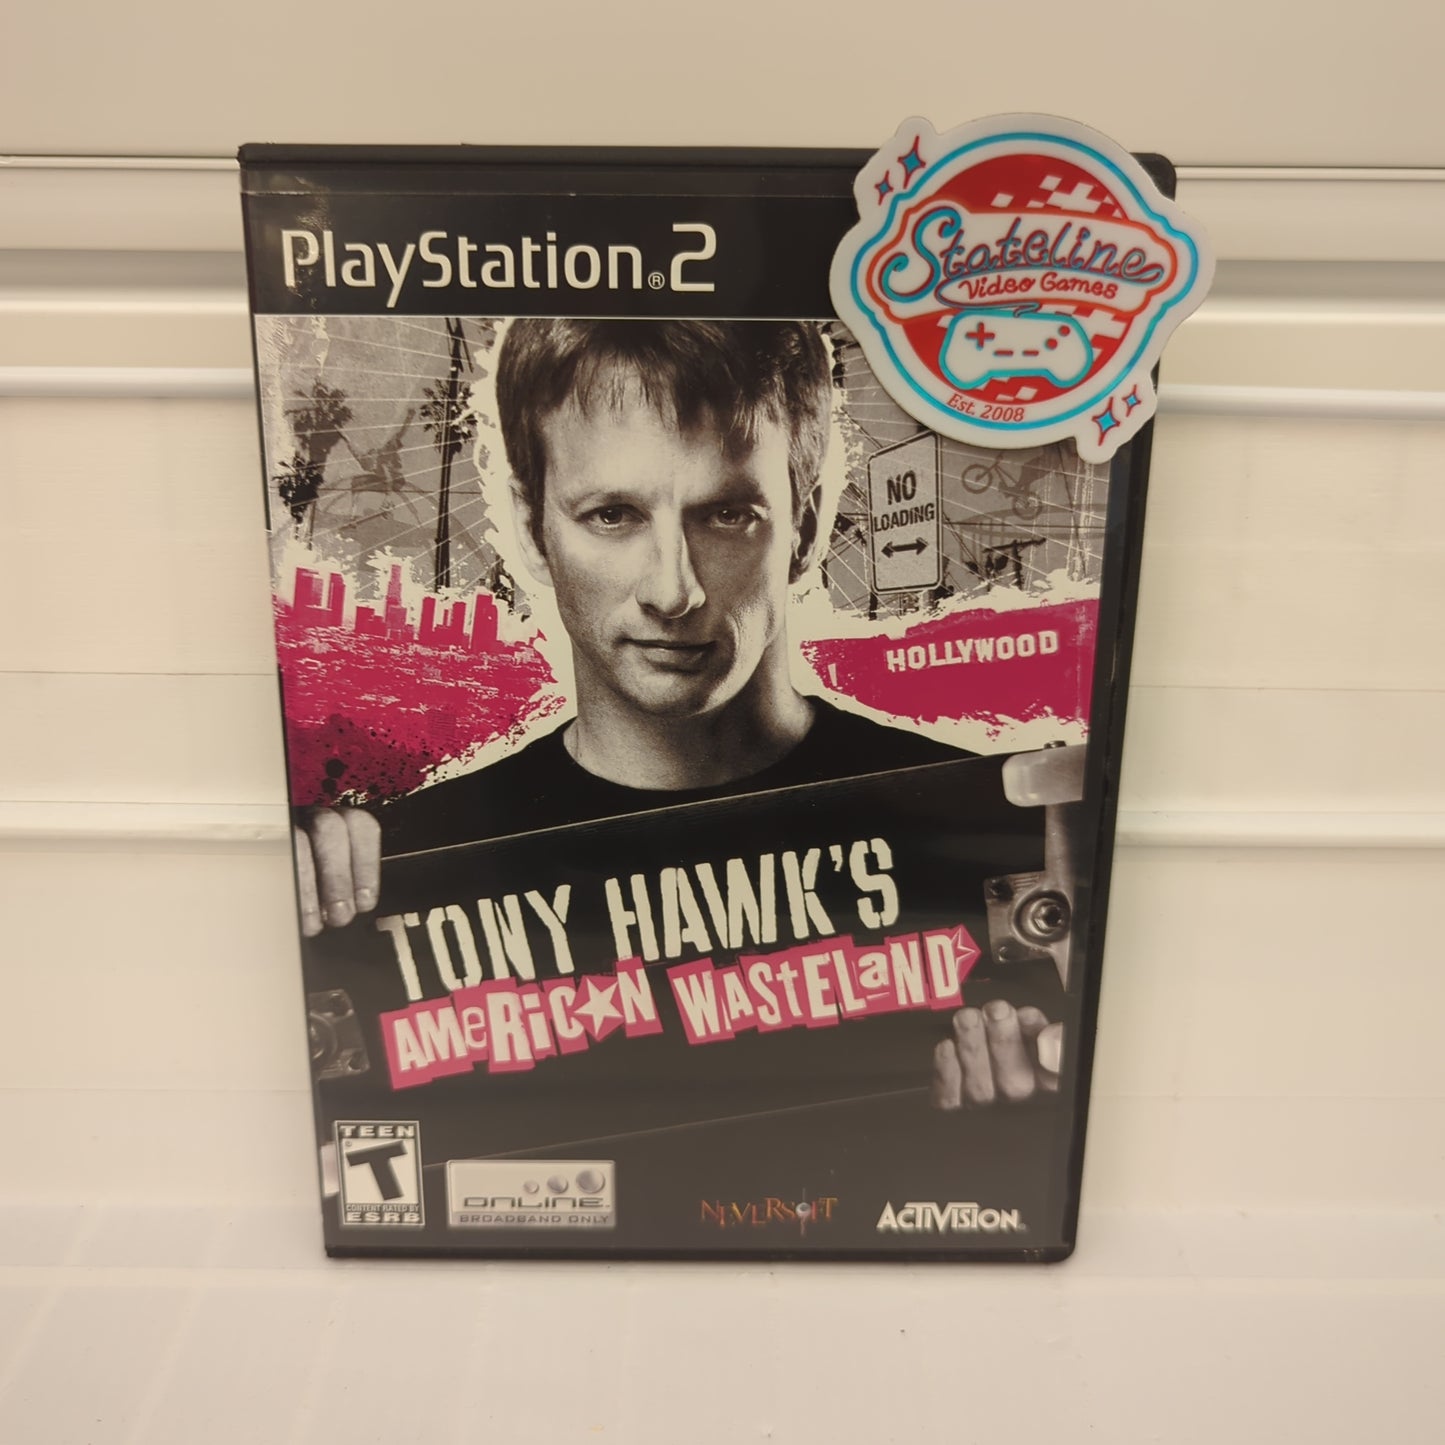 PlayStation®2
Stateline
Video Games
Est. 2008
NO
LOADING
HOLLYWOOD
TONY HAWK'S
AMeRiC★N WAStELaND
TEEN
T
CONTENT RATED BY
ESRB
ONLINE
BROADBAND ONLY
NEVERSOFT
ACTIVISION